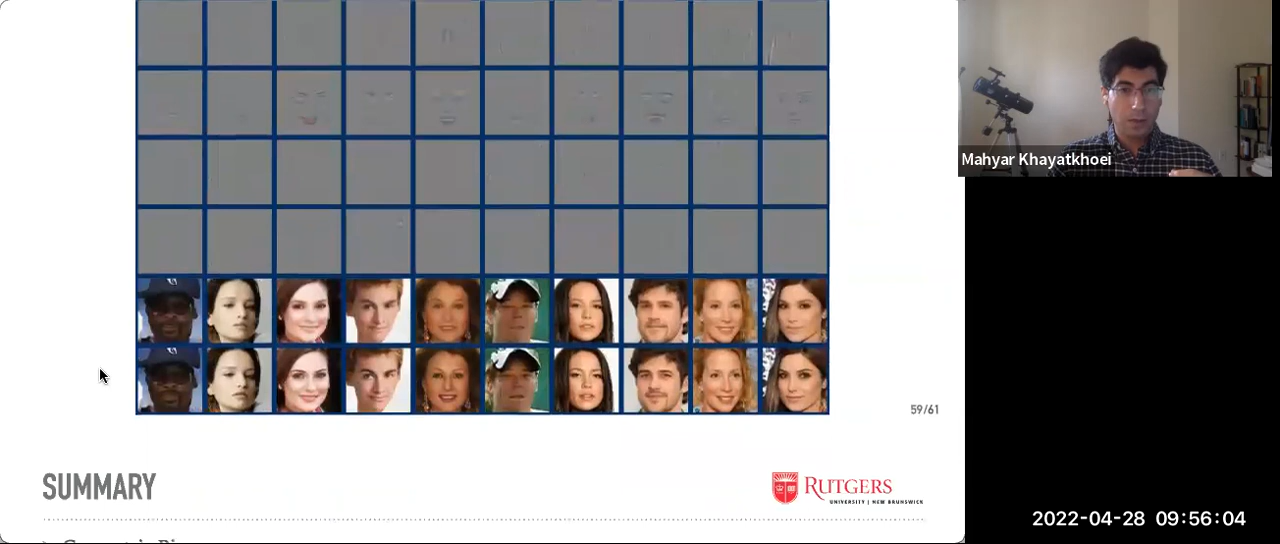 Mahyar Khayatkhoei
59/61
SUMMARY
RUTGERS
UNIVERSITY | NEW BRUNSWICK
2022-04-28 09:56:04